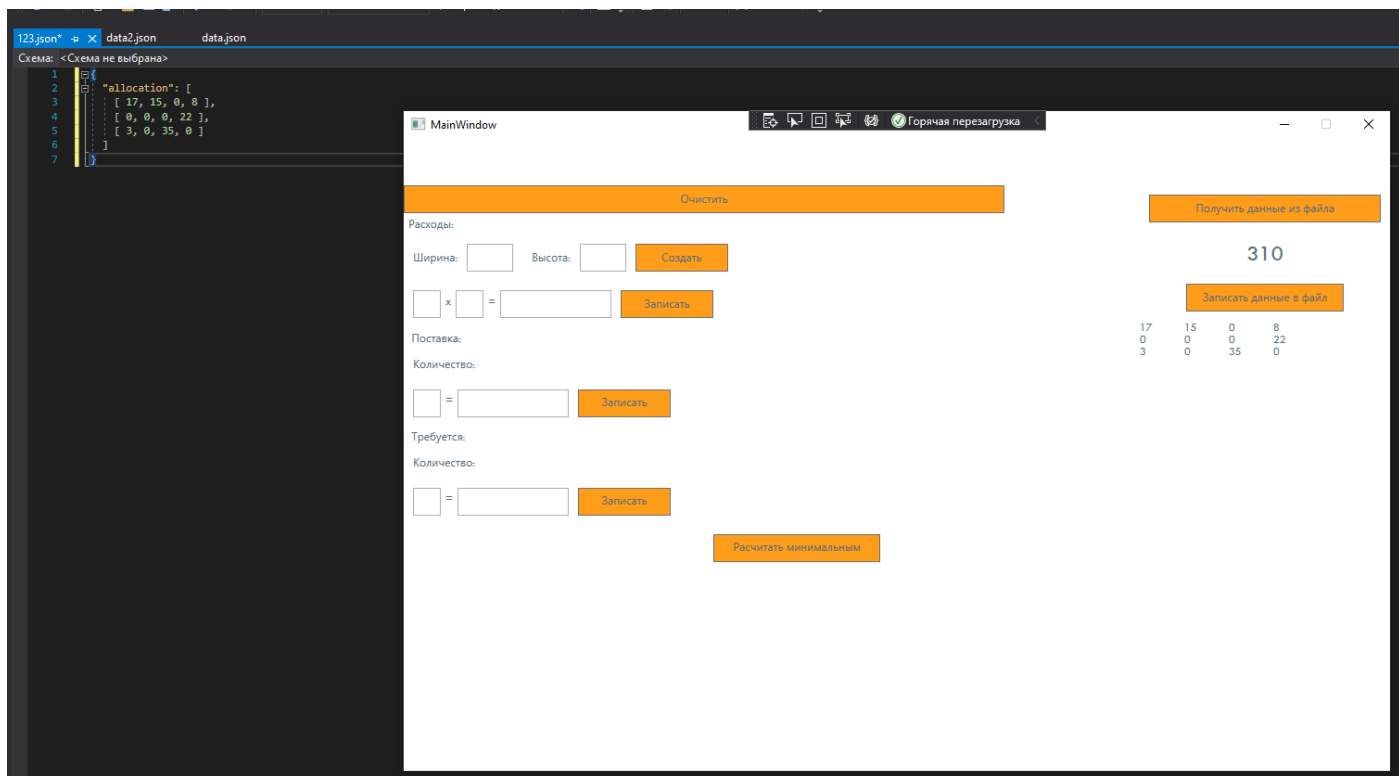 123.json* data2.json data.json
Схема: <Схема не выбрана>
1 {
2 "allocation": [
3 [ 17, 15, 0, 8 ],
4 [ 0, 0, 0, 22 ],
5 [ 3, 0, 35, 0 ]
6 ]
7 }
MainWindow
Горячая перезагрузка
Очистить
Получить данные из файла
Расходы:
Ширина: Высота: Создать
310
x = Записать
Записать данные в файл
17 15 0 8
0 0 0 22
3 0 35 0
Поставка:
Количество:
= Записать
Требуется:
Количество:
= Записать
Расчитать минимальным